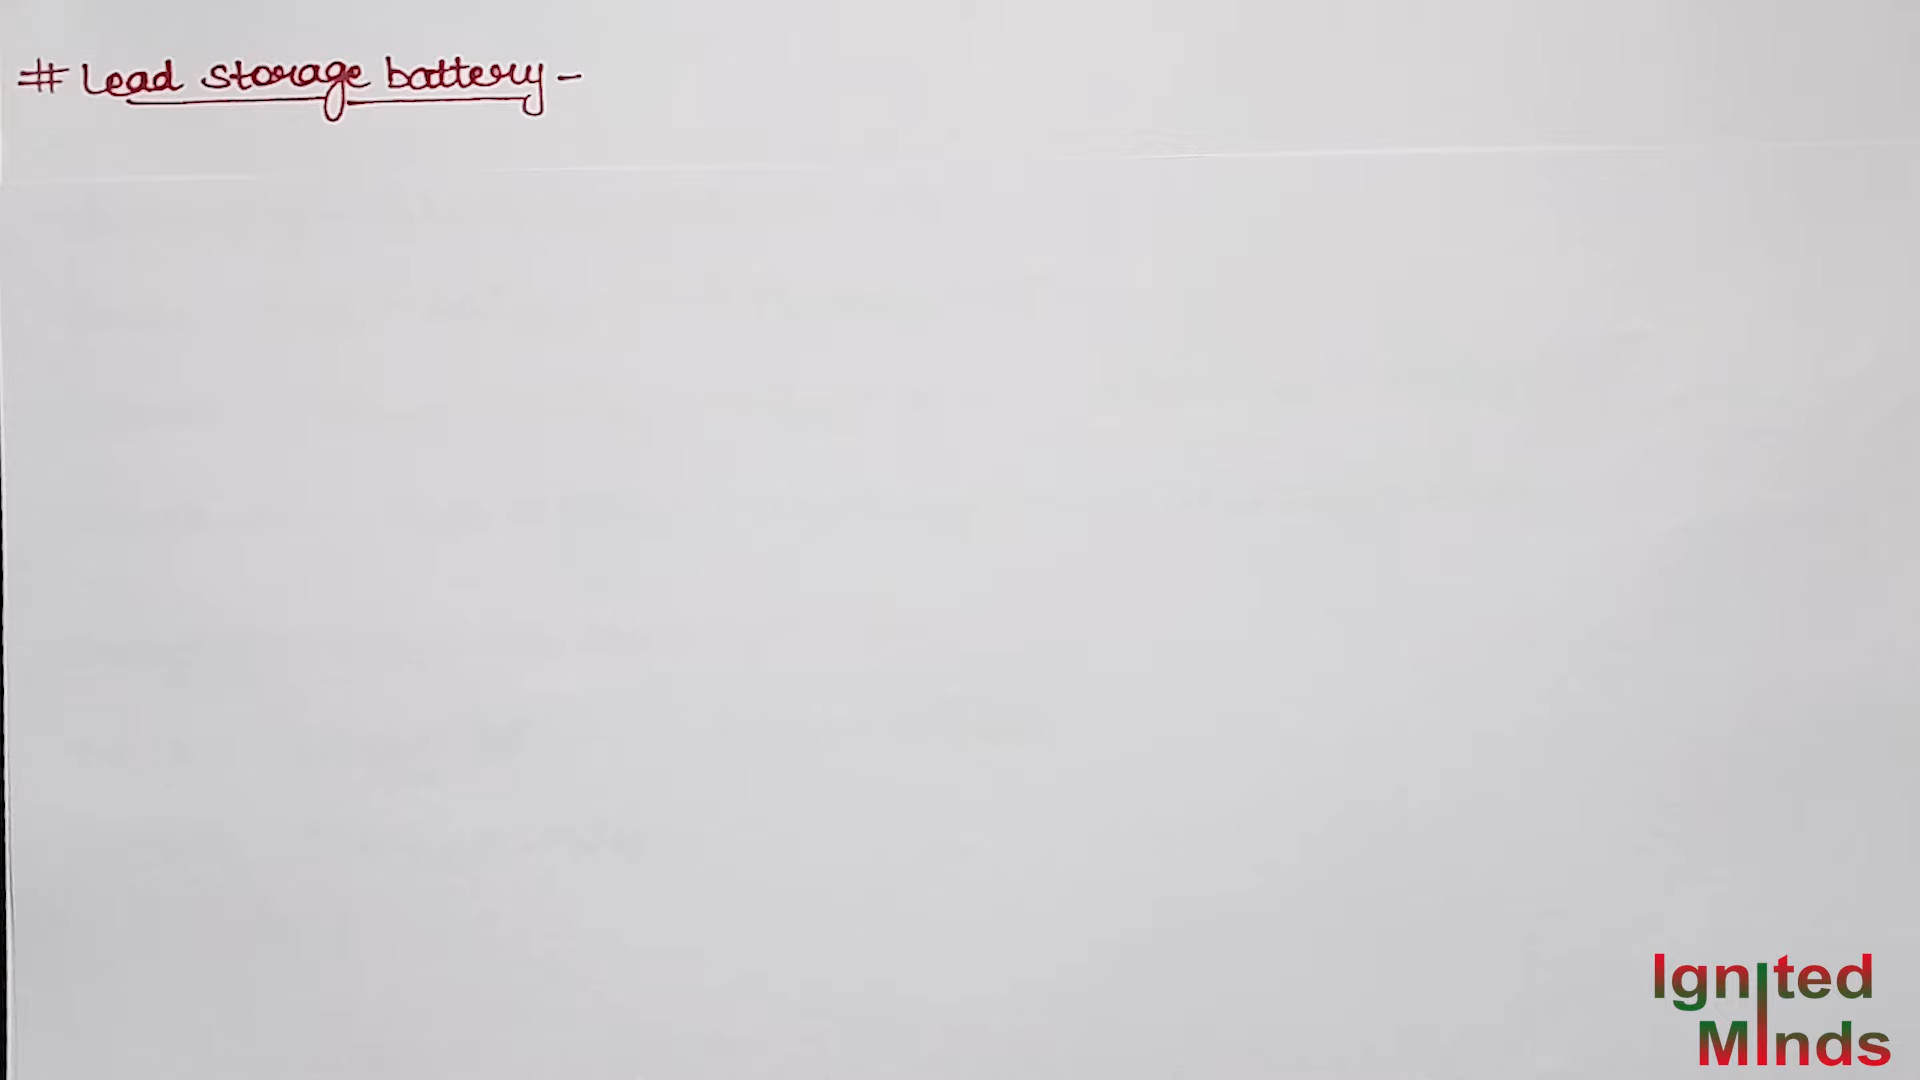 # Lead storage battery -
Ignited
Minds